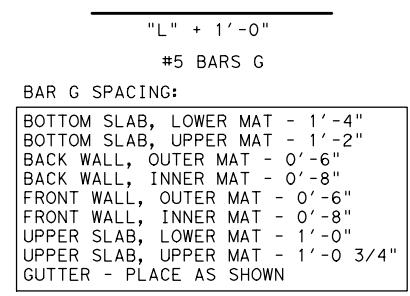 "L" + 1'-0"
#5 BARS G
BAR G SPACING:
BOTTOM SLAB, LOWER MAT - 1'-4"
BOTTOM SLAB, UPPER MAT - 1'-2"
BACK WALL, OUTER MAT - 0'-6"
BACK WALL, INNER MAT - 0'-8"
FRONT WALL, OUTER MAT - 0'-6"
FRONT WALL, INNER MAT - 0'-8"
UPPER SLAB, LOWER MAT - 1'-0"
UPPER SLAB, UPPER MAT - 1'-0 3/4"
GUTTER - PLACE AS SHOWN